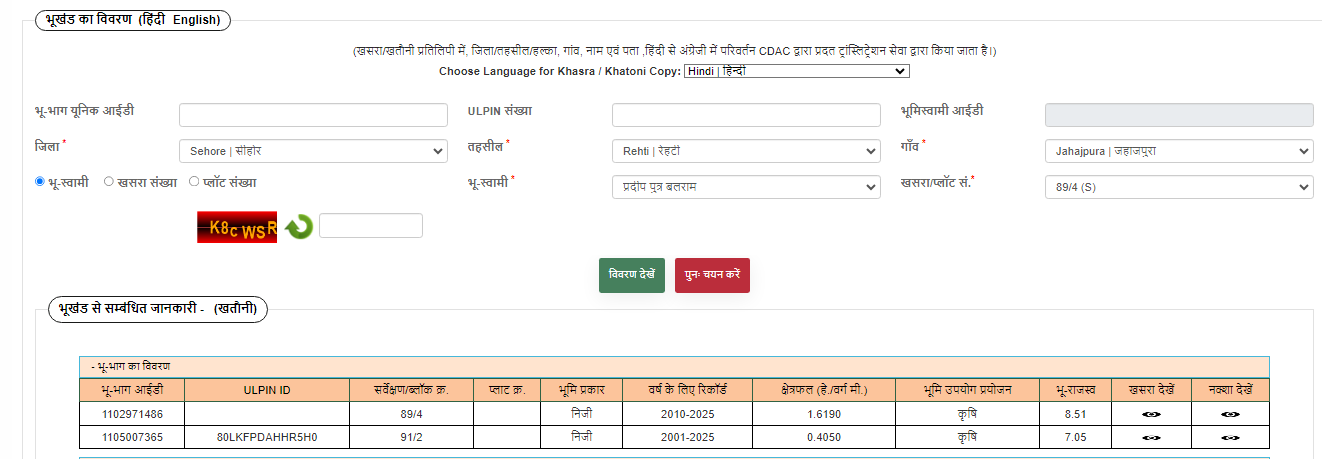 भूखंड का विवरण (हिंदी English)
(खसरा/खतौनी प्रतिलिपी में, जिला/तहसील/हल्का, गांव, नाम एवं पता ,हिंदी से अंग्रेजी में परिवर्तन CDAC द्वारा प्रदत ट्रांस्लिट्रेशन सेवा द्वारा किया जाता है।)
Choose Language for Khasra / Khatoni Copy: Hindi | हिन्दी
भू-भाग यूनिक आईडी ULPIN संख्या भूमिस्वामी आईडी
जिला * Sehore | सीहोर तहसील * Rehti | रेहटी गाँव * Jahajpura | जहाजपुरा
भू-स्वामी खसरा संख्या प्लॉट संख्या भू-स्वामी * प्रदीप पुत्र बलराम खसरा/प्लॉट सं.* 89/4 (S)
K8cWSR
विवरण देखें पुनः चयन करें
भूखंड से सम्बंधित जानकारी - (खतौनी)
- भू-भाग का विवरण
भू-भाग आईडी ULPIN ID सर्वेक्षण/ब्लॉक क्र. प्लाट क्र. भूमि प्रकार वर्ष के लिए रिकॉर्ड क्षेत्रफल (हे./वर्ग मी.) भूमि उपयोग प्रयोजन भू-राजस्व खसरा देखें नक्शा देखें
1102971486 89/4 निजी 2010-2025 1.6190 कृषि 8.51
1105007365 80LKFPDAHHR5H0 91/2 निजी 2001-2025 0.4050 कृषि 7.05